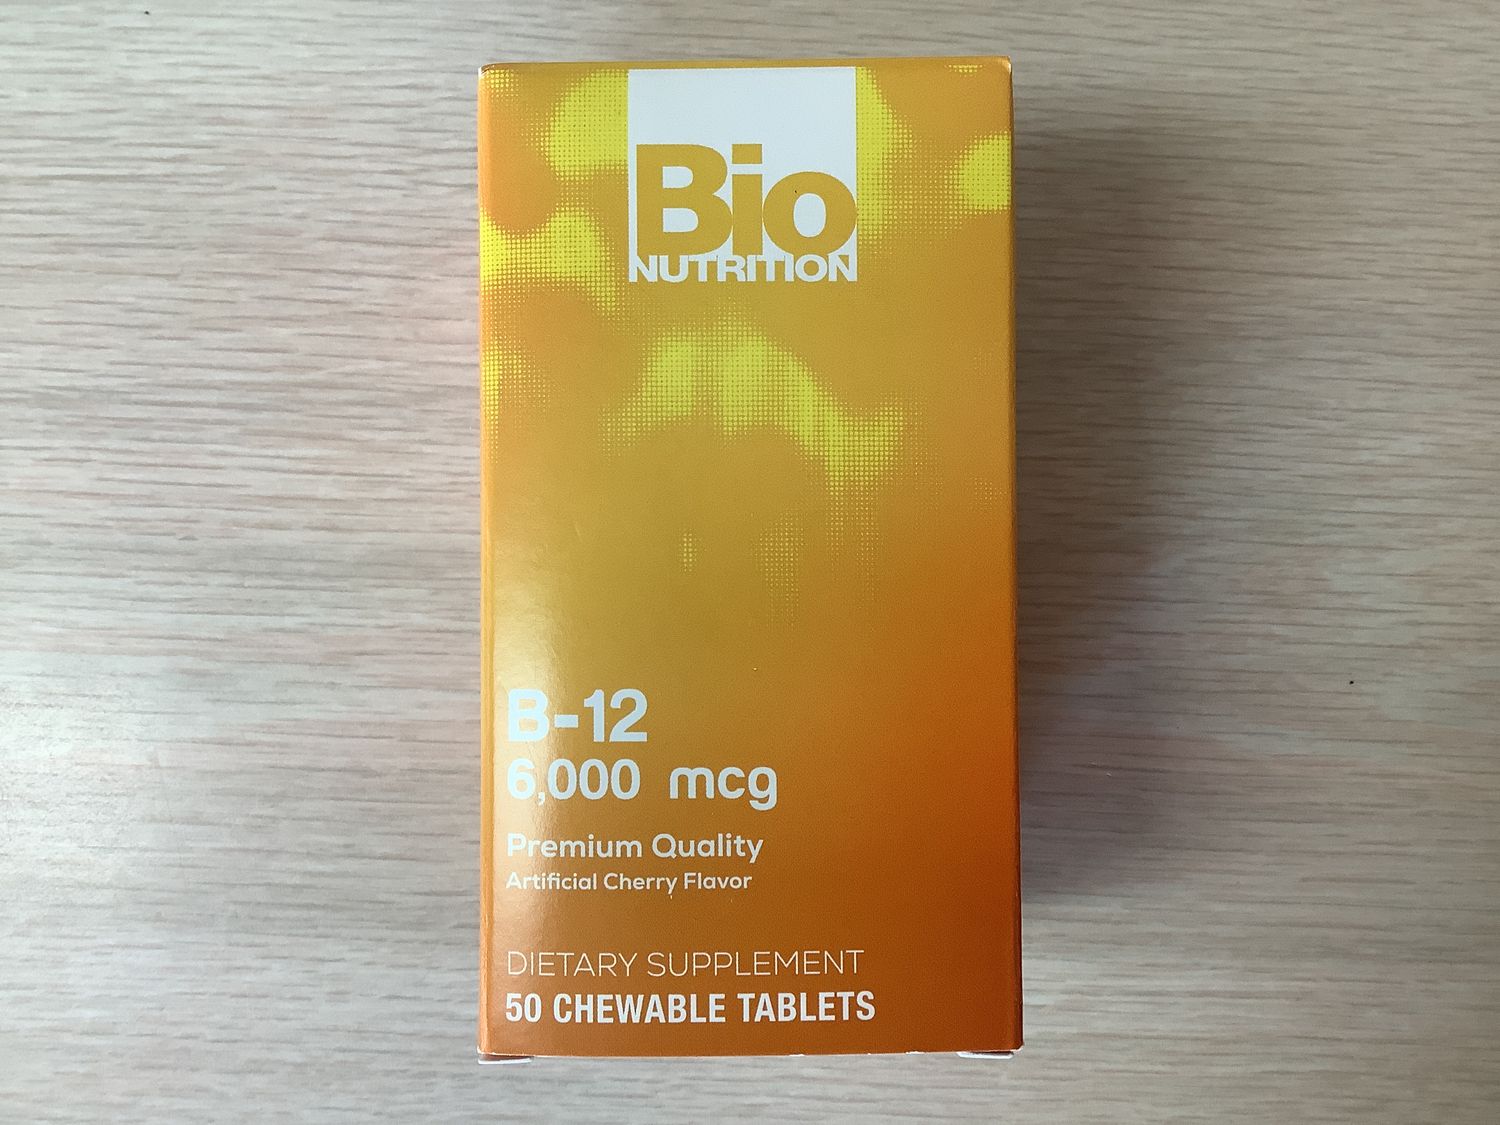 Bio
NUTRITION
B-12
6,000 mcg
Premium Quality
Artificial Cherry Flavor
DIETARY SUPPLEMENT
50 CHEWABLE TABLETS